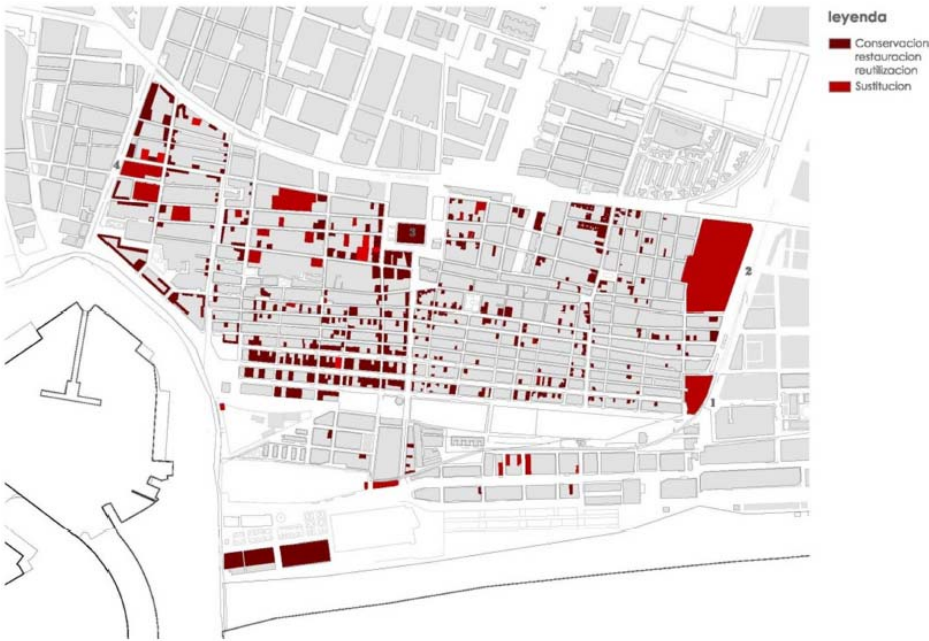 leyenda
Conservacion
restauracion
reutilizacion
Sustitucion
4
3
2
1